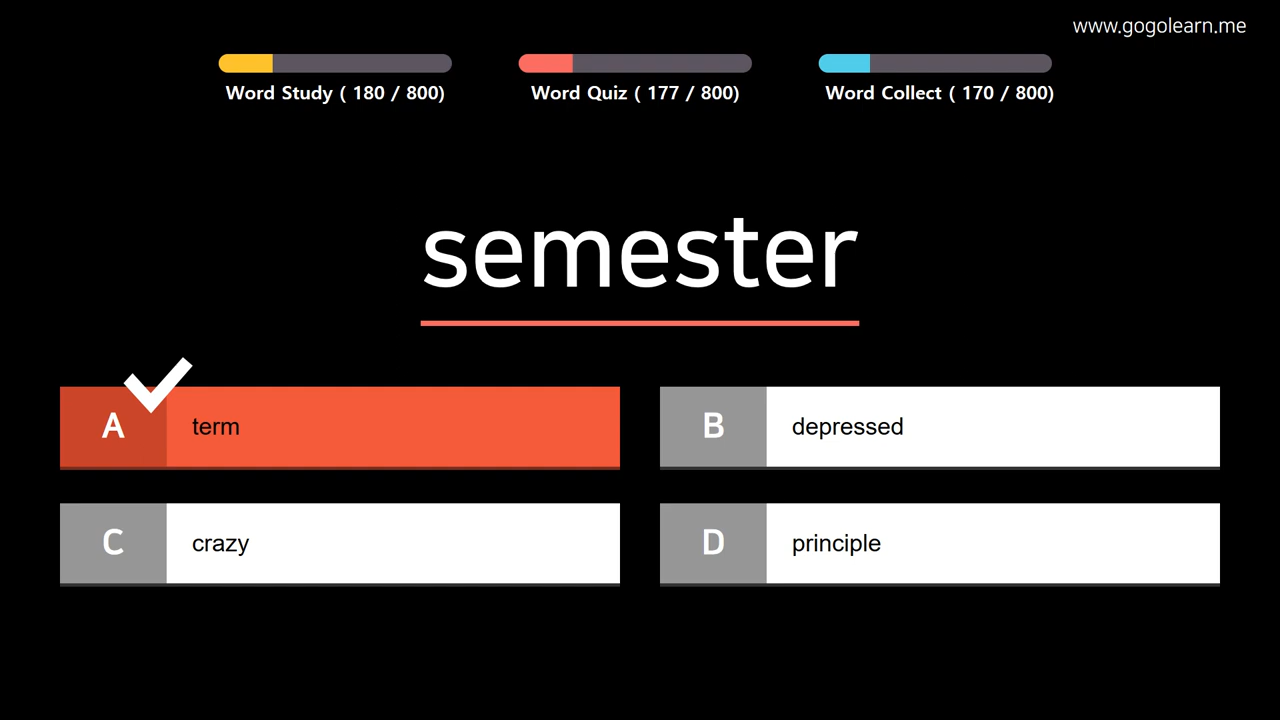 www.gogolearn.me
Word Study ( 180 / 800)
Word Quiz ( 177 / 800)
Word Collect ( 170 / 800)
semester
A term
B depressed
C crazy
D principle